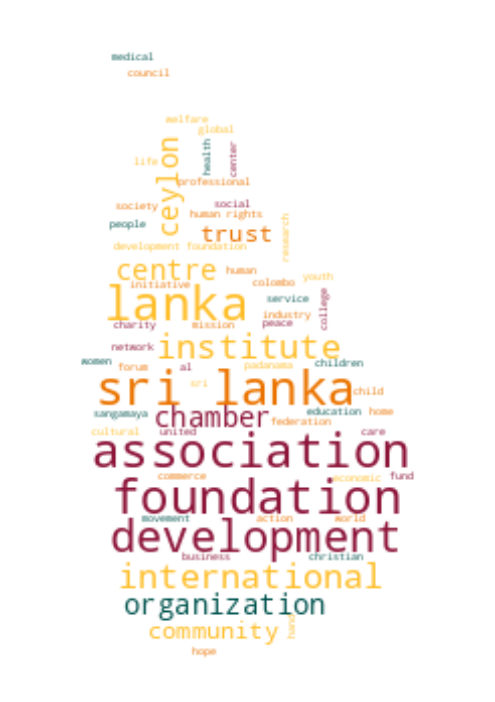 medical
council
welfare
global
ceylon
health
center
life
professional
society
social
human rights
people
trust
research
development foundation
centre
human
youth
initiative
colombo
service
lanka
college
industry
charity
mission
peace
institute
network
women
forum
al
padanama
children
sri
sri lanka
child
sangamaya
chamber
education
home
federation
cultural
united
care
association
commerce
economic
fund
foundation
movement
action
world
development
business
christian
international
organization
community
hand
hope